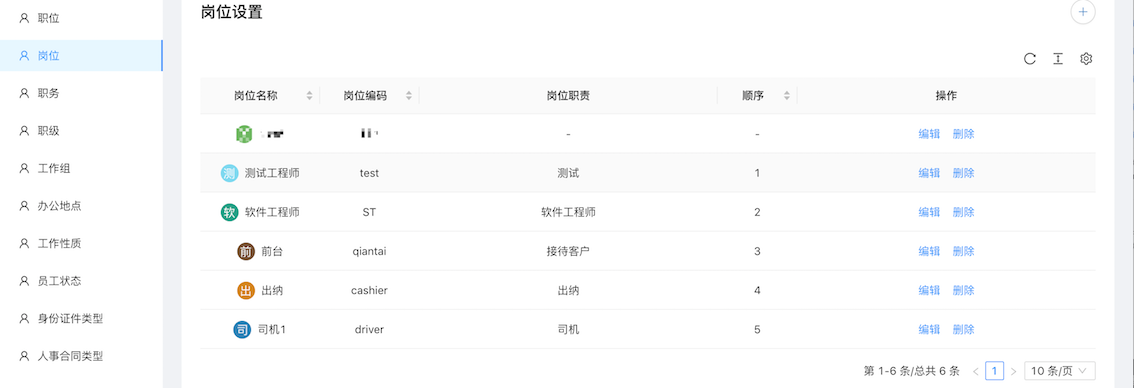 职位
岗位
职务
职级
工作组
办公地点
工作性质
员工状态
身份证件类型
人事合同类型
岗位设置
岗位名称 岗位编码 岗位职责 顺序 操作
- - 编辑 删除
测 测试工程师 test 测试 1 编辑 删除
软 软件工程师 ST 软件工程师 2 编辑 删除
前 前台 qiantai 接待客户 3 编辑 删除
出 出纳 cashier 出纳 4 编辑 删除
司 司机1 driver 司机 5 编辑 删除
第 1-6 条/总共 6 条 < 1 > 10 条/页